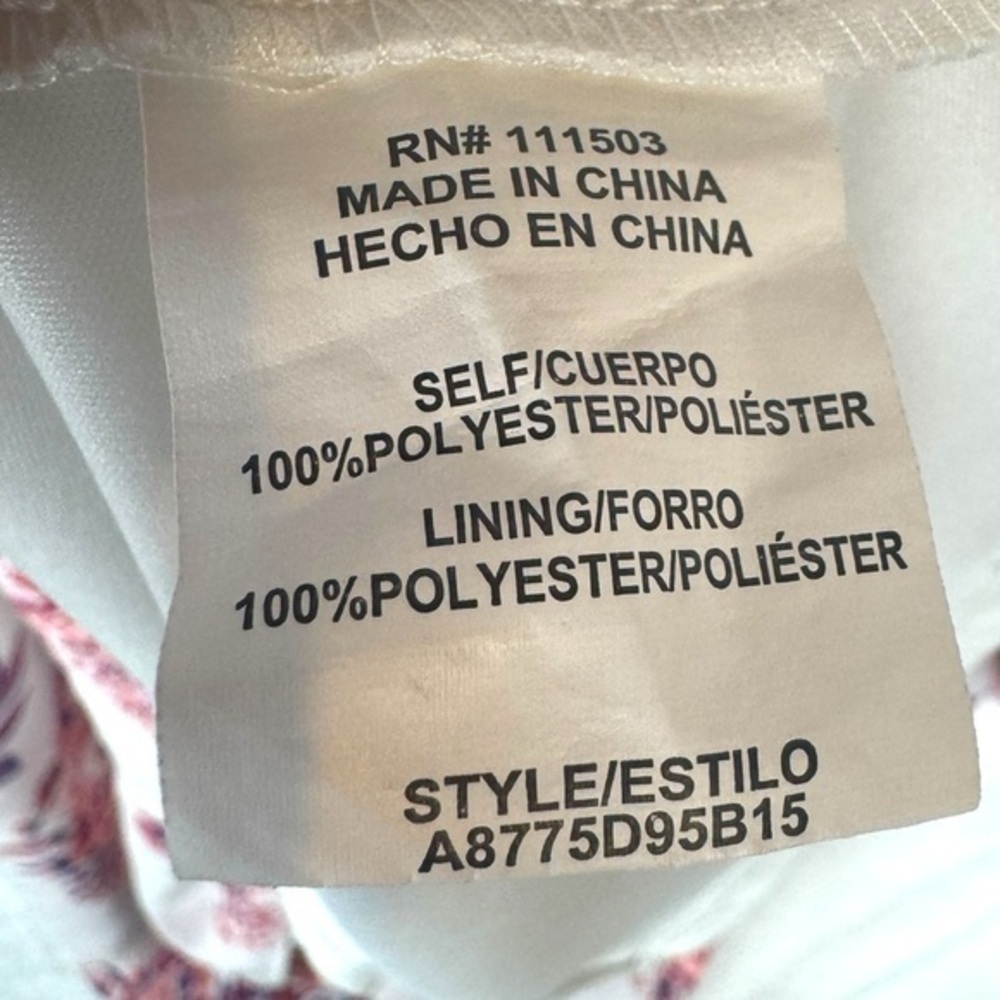 RN# 111503
MADE IN CHINA
HECHO EN CHINA
SELF/CUERPO
100%POLYESTER/POLIÉSTER
LINING/FORRO
100%POLYESTER/POLIÉSTER
STYLE/ESTILO
A8775D95B15